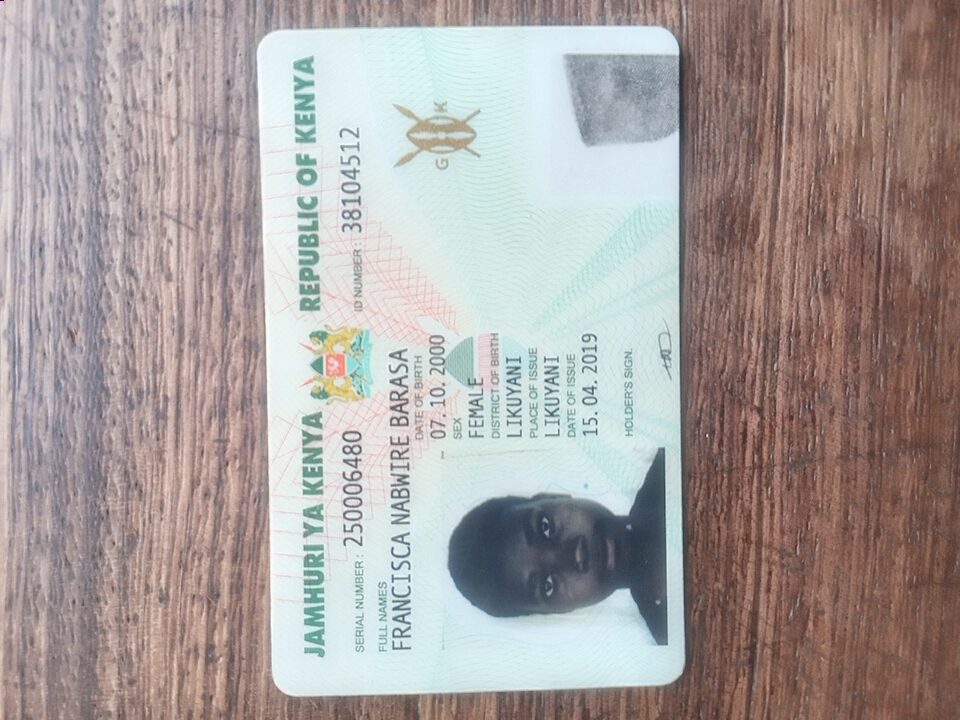 JAMHURI YA KENYA
REPUBLIC OF KENYA
SERIAL NUMBER : 250006480
ID NUMBER : 38104512
FULL NAMES
FRANCISCA NABWIRE BARASA
DATE OF BIRTH
07. 10. 2000
SEX
FEMALE
DISTRICT OF BIRTH
LIKUYANI
PLACE OF ISSUE
LIKUYANI
DATE OF ISSUE
15. 04. 2019
HOLDER'S SIGN.
G K